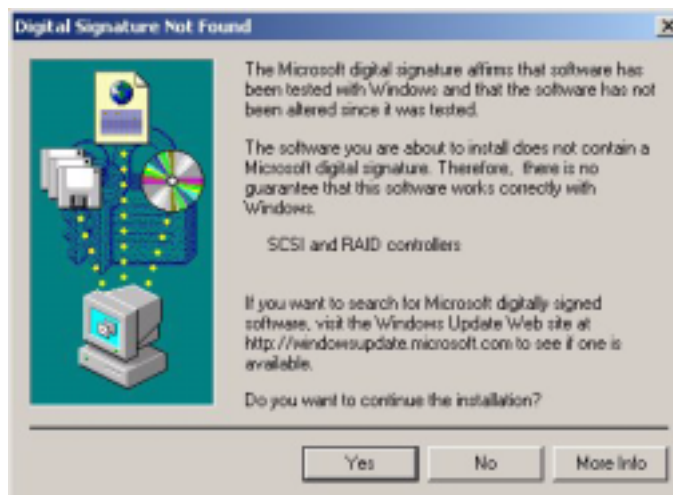 Digital Signature Not Found
The Microsoft digital signature affirms that software has
been tested with Windows and that the software has not
been altered since it was tested.
The software you are about to install does not contain a
Microsoft digital signature. Therefore, there is no
guarantee that this software works correctly with
Windows.
SCSI and RAID controllers
If you want to search for Microsoft digitally signed
software, visit the Windows Update Web site at
http://windowsupdate.microsoft.com to see if one is
available.
Do you want to continue the installation?
Yes
No
More Info